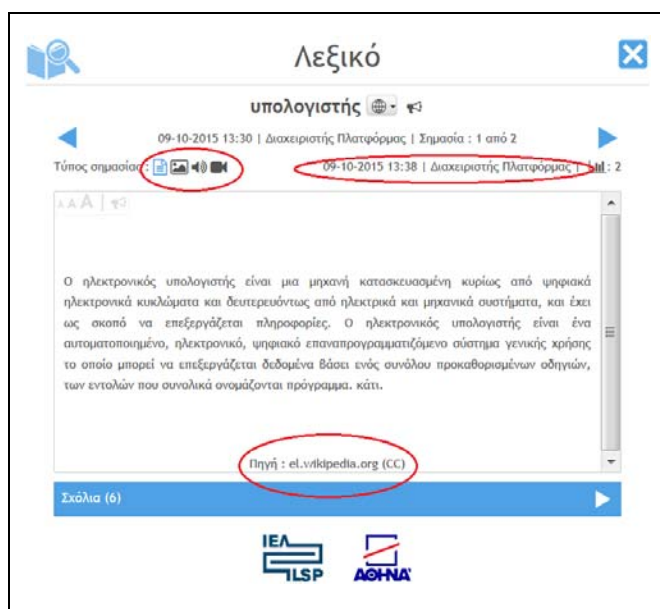 Λεξικό
υπολογιστής
09-10-2015 13:30 | Διαχειριστής Πλατφόρμας | Σημασία : 1 από 2
Τύπος σημασίας : 09-10-2015 13:38 | Διαχειριστής Πλατφόρμας | : 2
A A A |
Ο ηλεκτρονικός υπολογιστής είναι μια μηχανή κατασκευασμένη κυρίως από ψηφιακά
ηλεκτρονικά κυκλώματα και δευτερευόντως από ηλεκτρικά και μηχανικά συστήματα, και έχει
ως σκοπό να επεξεργάζεται πληροφορίες. Ο ηλεκτρονικός υπολογιστής είναι ένα
αυτοματοποιημένο, ηλεκτρονικό, ψηφιακό επαναπρογραμματιζόμενο σύστημα γενικής χρήσης
το οποίο μπορεί να επεξεργάζεται δεδομένα βάσει ενός συνόλου προκαθορισμένων οδηγιών,
των εντολών που συνολικά ονομάζονται πρόγραμμα. κάτι.
Πηγή : el.wikipedia.org (CC)
Σχόλια (6)
ΙΕΛ
ILSP
ΑΘΗΝΑ